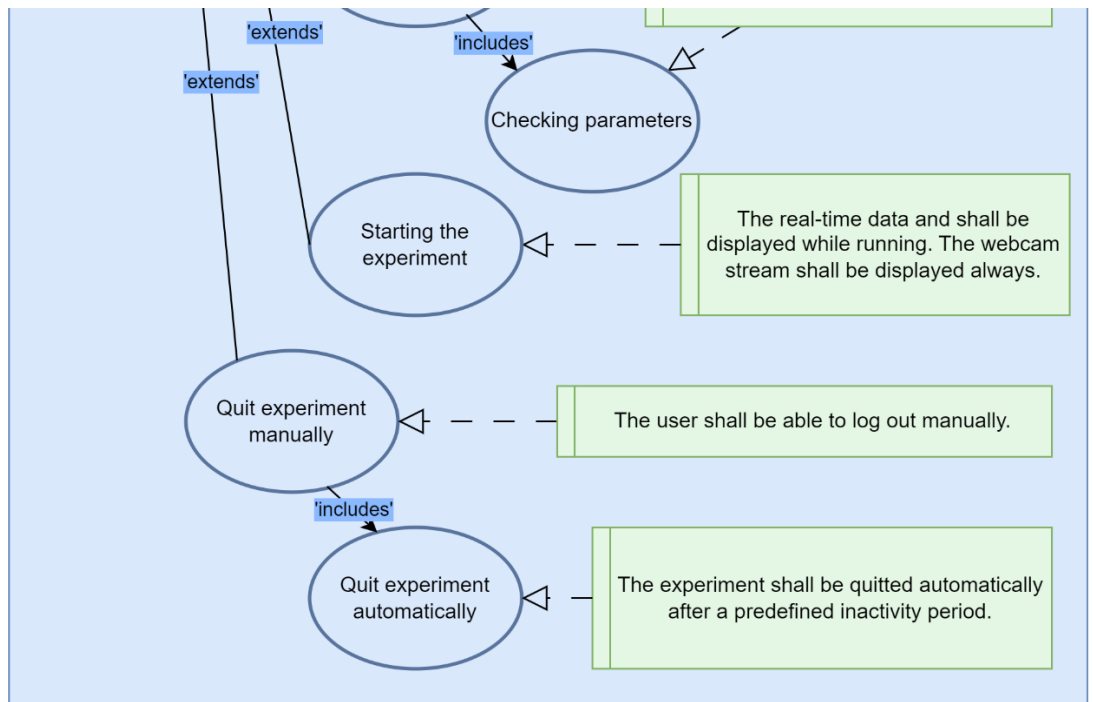 'extends'
'includes'
'extends'
Checking parameters
Starting the
experiment
The real-time data and shall be
displayed while running. The webcam
stream shall be displayed always.
Quit experiment
manually
The user shall be able to log out manually.
'includes'
Quit experiment
automatically
The experiment shall be quitted automatically
after a predefined inactivity period.